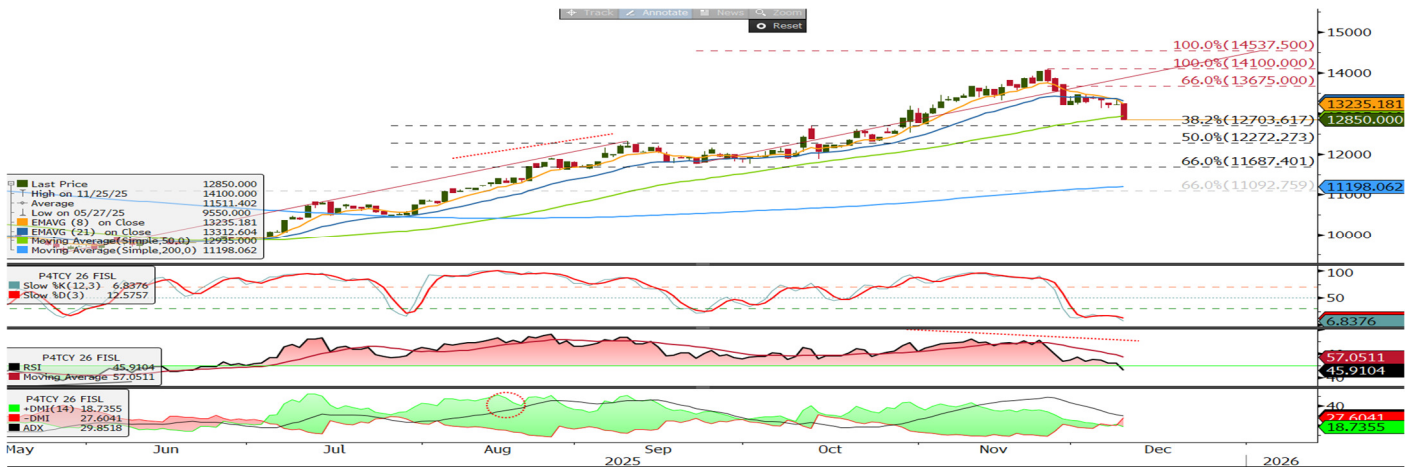 Track Annotate News Zoom
Reset
15000
100.0%(14537.500)
100.0%(14100.000)
14000
66.0%(13675.000)
13235.181
12850.000
38.2%(12703.617)
50.0%(12272.273)
12000
66.0%(11687.401)
66.0%(11092.759)
11198.062
11000
10000
Last Price 12850.000
High on 11/25/25 14100.000
Average 11511.402
Low on 05/27/25 9550.000
EMAVG (8) on Close 13235.181
EMAVG (21) on Close 13312.604
Moving Average(Simple,50,0) 12935.000
Moving Average(Simple,200,0) 11198.062
P4TCY 26 FISL
Slow %K(12,3) 6.8376
Slow %D(3) 12.5757
100
50
6.8376
P4TCY 26 FISL
RSI 45.9104
Moving Average 57.0511
57.0511
45.9104
40
P4TCY 26 FISL
+DMI(14) 18.7355
-DMI 27.6041
ADX 29.8518
40
27.6041
18.7355
May Jun Jul Aug Sep Oct Nov Dec
2025 2026